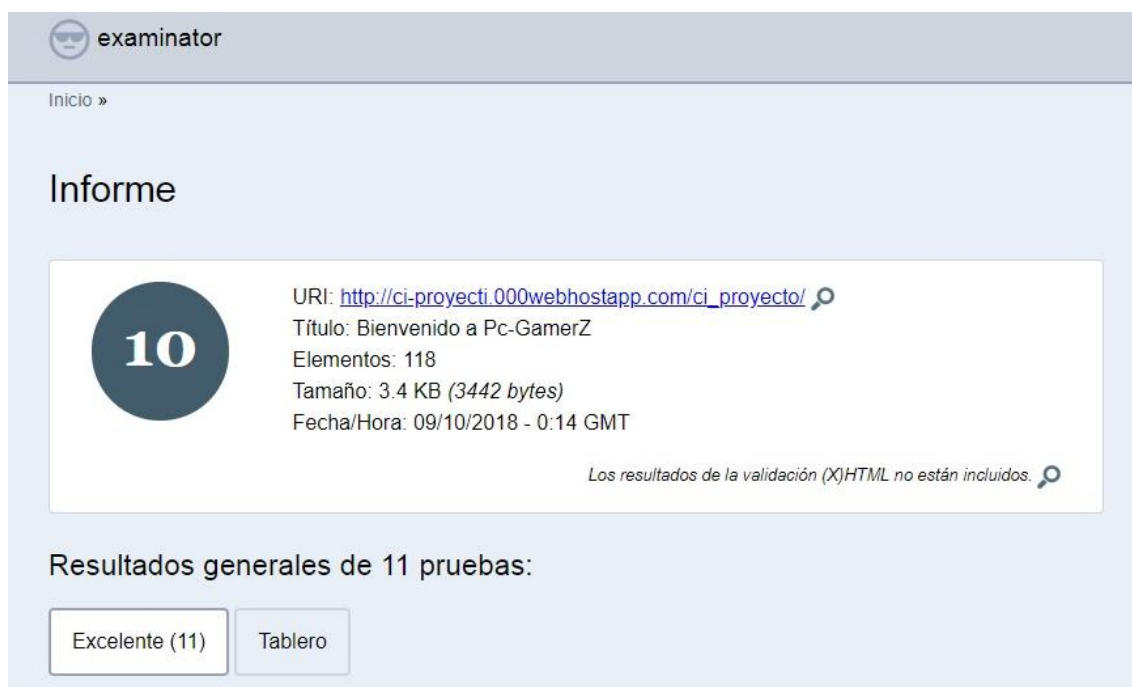 examinator
Inicio »
Informe
10
URI: http://ci-proyecti.000webhostapp.com/ci_proyecto/
Título: Bienvenido a Pc-GamerZ
Elementos: 118
Tamaño: 3.4 KB (3442 bytes)
Fecha/Hora: 09/10/2018 - 0:14 GMT
Los resultados de la validación (X)HTML no están incluidos.
Resultados generales de 11 pruebas:
Excelente (11) Tablero